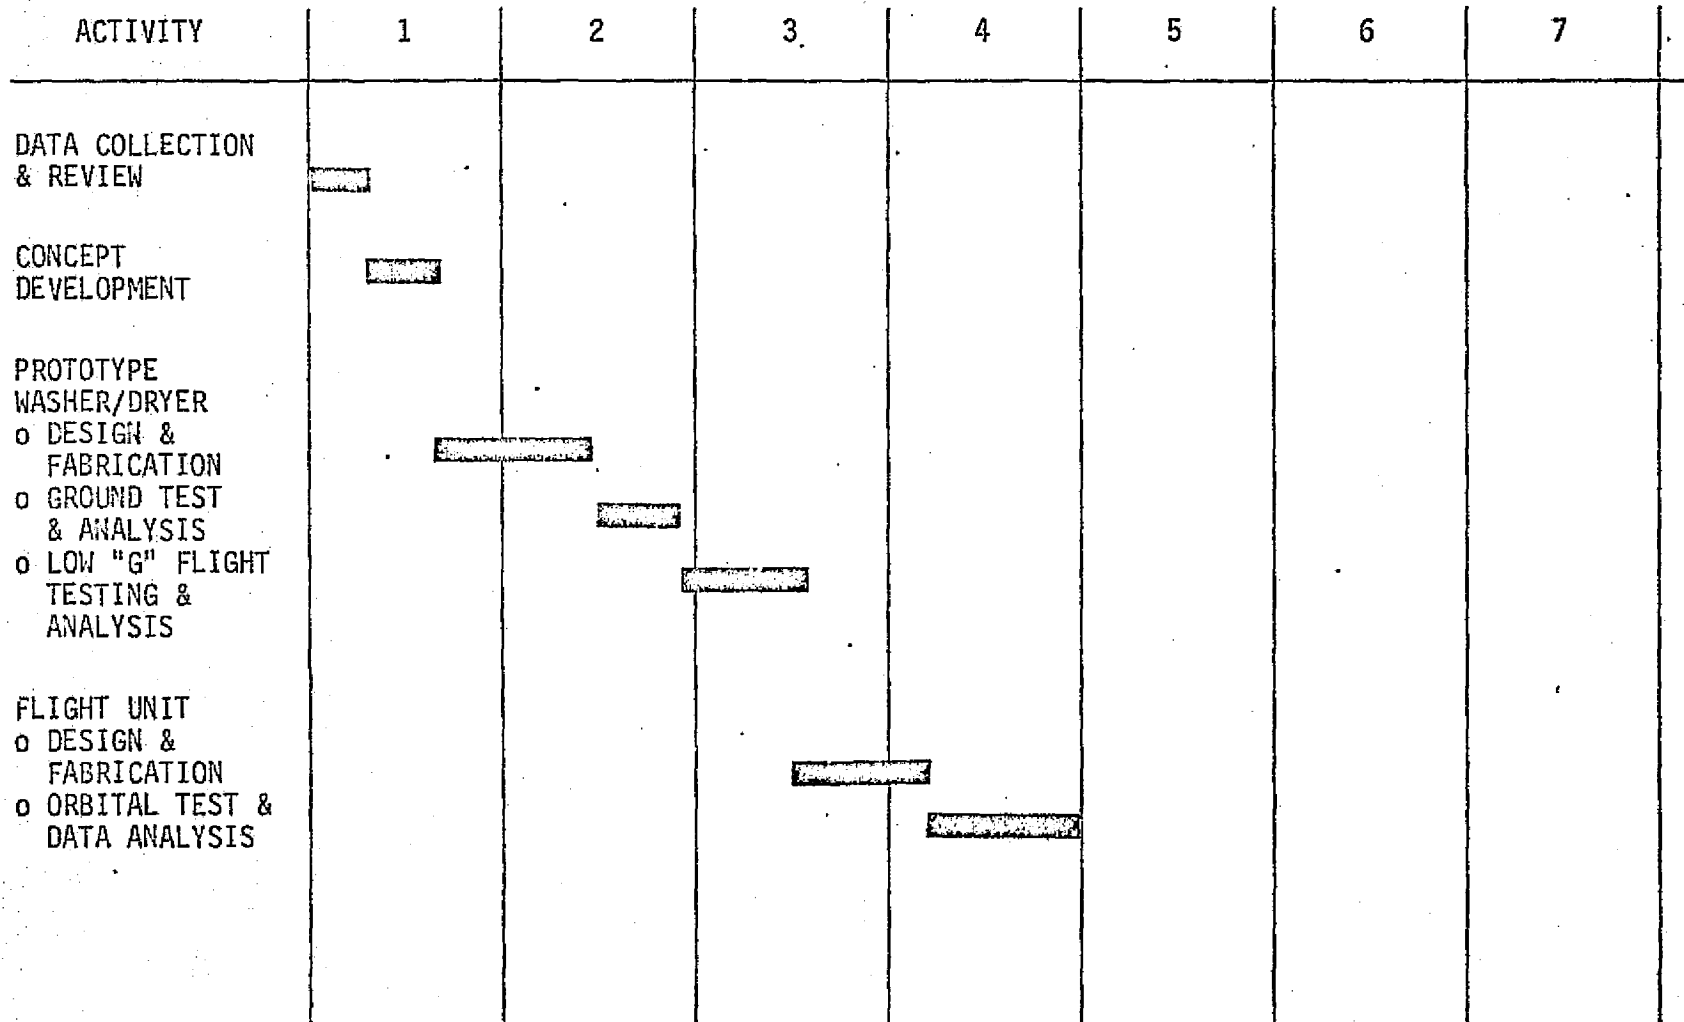 ACTIVITY 1 2 3 4 5 6 7
DATA COLLECTION
& REVIEW
CONCEPT
DEVELOPMENT
PROTOTYPE
WASHER/DRYER
o DESIGN &
FABRICATION
o GROUND TEST
& ANALYSIS
o LOW "G" FLIGHT
TESTING &
ANALYSIS
FLIGHT UNIT
o DESIGN &
FABRICATION
o ORBITAL TEST &
DATA ANALYSIS